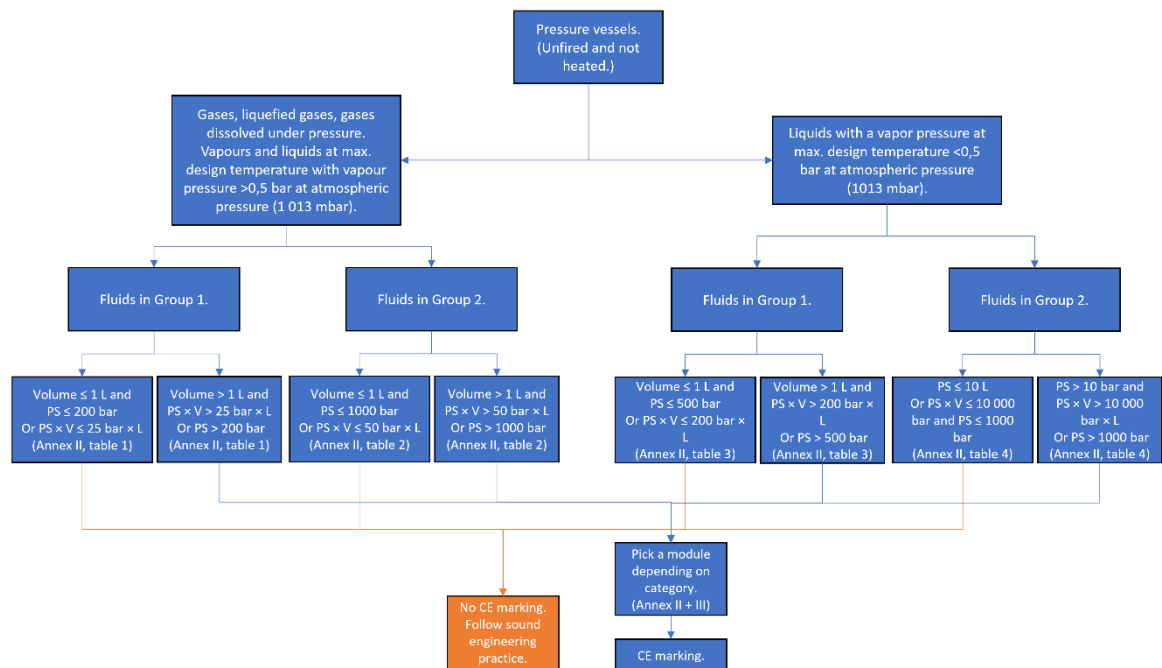 Pressure vessels.
(Unfired and not
heated.)
Gases, liquefied gases, gases
dissolved under pressure.
Vapours and liquids at max.
design temperature with vapour
pressure >0,5 bar at atmospheric
pressure (1 013 mbar).
Liquids with a vapor pressure at
max. design temperature <0,5
bar at atmospheric pressure
(1013 mbar).
Fluids in Group 1.
Fluids in Group 2.
Fluids in Group 1.
Fluids in Group 2.
Volume ≤ 1 L and
PS ≤ 200 bar
Or PS × V ≤ 25 bar × L
(Annex II, table 1)
Volume > 1 L and
PS × V > 25 bar × L
Or PS > 200 bar
(Annex II, table 1)
Volume ≤ 1 L and
PS ≤ 1000 bar
Or PS × V ≤ 50 bar × L
(Annex II, table 2)
Volume > 1 L and
PS × V > 50 bar × L
Or PS > 1000 bar
(Annex II, table 2)
Volume ≤ 1 L and
PS ≤ 500 bar
Or PS × V ≤ 200 bar ×
L
(Annex II, table 3)
Volume > 1 L and
PS × V > 200 bar ×
L
Or PS > 500 bar
(Annex II, table 3)
PS ≤ 10 L
Or PS × V ≤ 10 000
bar and PS ≤ 1000
bar
(Annex II, table 4)
PS > 10 bar and
PS × V > 10 000
bar × L
Or PS > 1000 bar
(Annex II, table 4)
Pick a module
depending on
category.
(Annex II + III)
No CE marking.
Follow sound
engineering
practice.
CE marking.